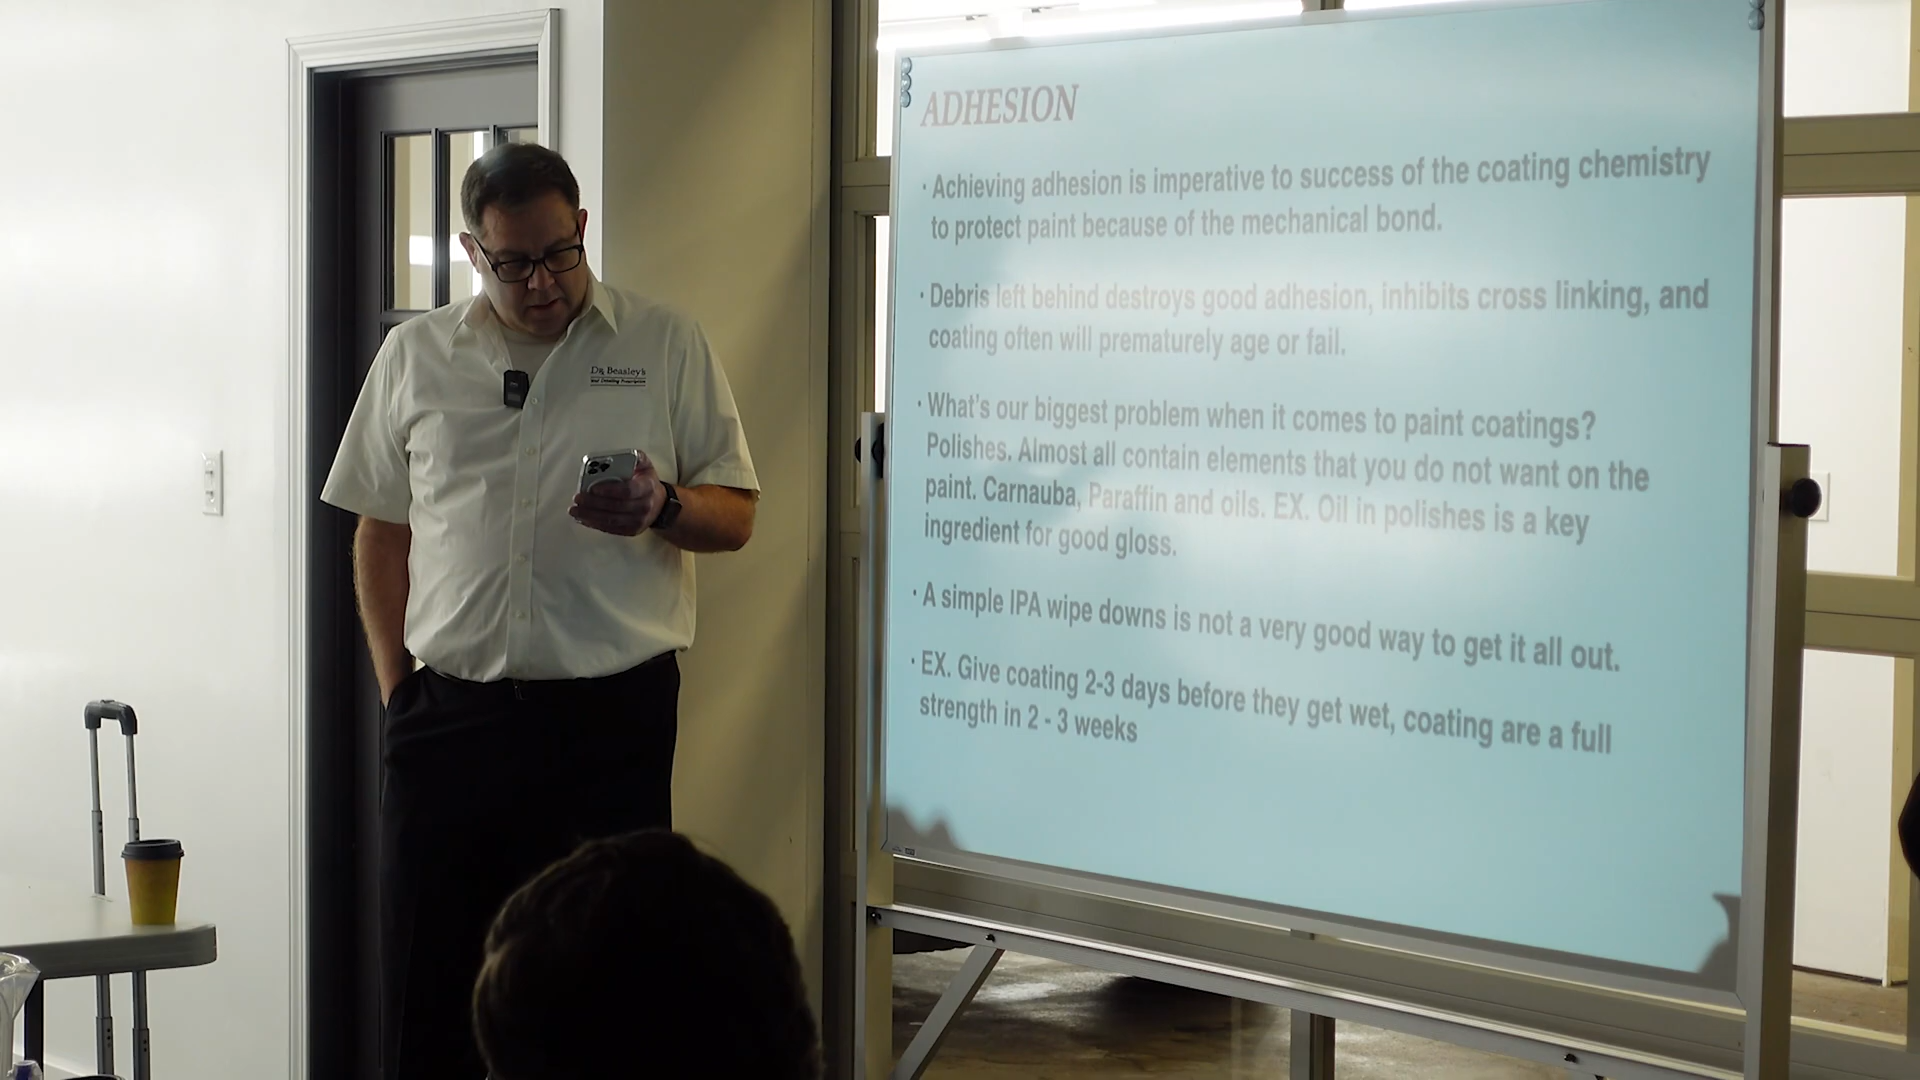 Dr. Beasley's
ADHESION
· Achieving adhesion is imperative to success of the coating chemistry
to protect paint because of the mechanical bond.
· Debris left behind destroys good adhesion, inhibits cross linking, and
coating often will prematurely age or fail.
· What's our biggest problem when it comes to paint coatings?
Polishes. Almost all contain elements that you do not want on the
paint. Carnauba, Paraffin and oils. EX. Oil in polishes is a key
ingredient for good gloss.
· A simple IPA wipe downs is not a very good way to get it all out.
· EX. Give coating 2-3 days before they get wet, coating are a full
strength in 2 - 3 weeks